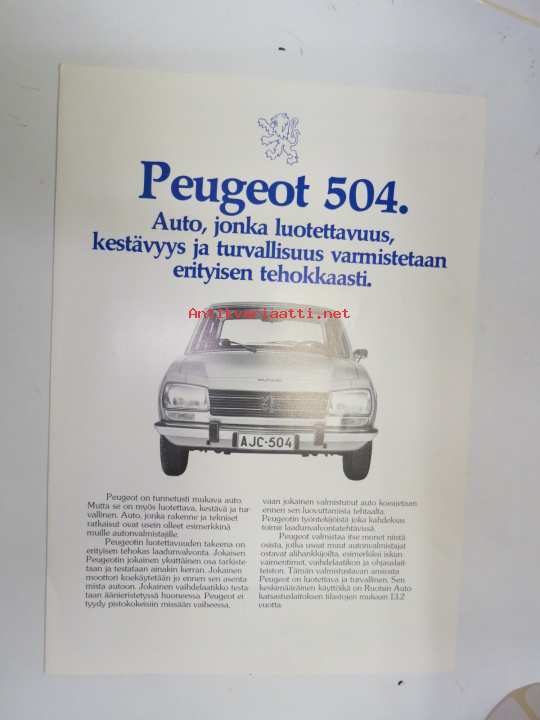 Peugeot 504.
Auto, jonka luotettavuus,
kestävyys ja turvallisuus varmistetaan
erityisen tehokkaasti.
Antikvariaatti.net
AJC-504
Peugeot on tunnetusti mukava auto.
Mutta se on myös luotettava, kestävä ja tur-
vallinen. Auto, jonka rakenne ja tekniset
ratkaisut ovat usein olleet esimerkkinä
muille autonvalmistajille.
Peugeotin luotettavuuden takeena on
erityisen tehokas laadunvalvonta. Jokaisen
Peugeotin jokainen yksittäinen osa tarkiste-
taan ja testataan ainakin kerran. Jokainen
moottori koekäytetään jo ennen sen asenta-
mista autoon. Jokainen vaihdelaatikko testa-
taan äänieristetyssä huoneessa. Peugeot ei
tyydy pistokokeisiin missään vaiheessa,
vaan jokainen valmistunut auto koeajetaan
ennen sen luovuttamista tehtaalta.
Peugeotin työntekijöistä joka kahdeksas
toimii laadunvalvontatehtävissä.
Peugeot valmistaa itse monet niistä
osista, jotka useat muut autonvalmistajat
ostavat alihankkijoilta, esimerkiksi iskun-
vaimentimet, vaihdelaatikon ja ohjauslait-
teiston. Tämän valmistustavan ansiosta
Peugeot on luotettava ja turvallinen. Sen
keskimääräinen käyttöikä on Ruotsin Auto-
katsastuslaitoksen tilastojen mukaan 13,2
vuotta.